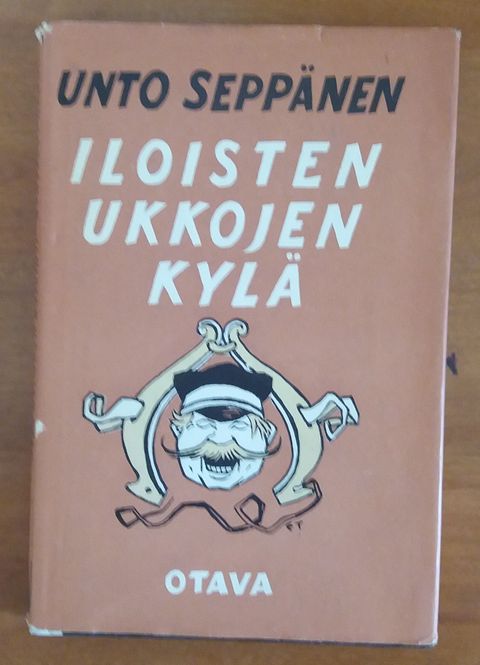 UNTO SEPPÄNEN
ILOISTEN
UKKOJEN
KYLÄ
OTAVA